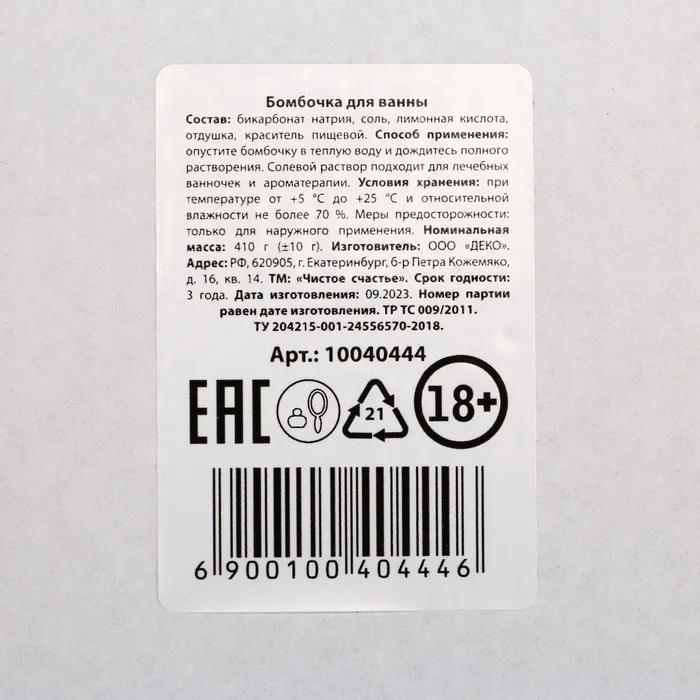 Бомбочка для ванны
Состав: бикарбонат натрия, соль, лимонная кислота,
отдушка, краситель пищевой. Способ применения:
опустите бомбочку в теплую воду и дождитесь полного
растворения. Солевой раствор подходит для лечебных
ванночек и ароматерапии. Условия хранения: при
температуре от +5 °С до +25 °С и относительной
влажности не более 70 %. Меры предосторожности:
только для наружного применения. Номинальная
масса: 410 г (±10 г). Изготовитель: ООО «ДЕКО».
Адрес: РФ, 620905, г. Екатеринбург, б-р Петра Кожемяко,
д. 16, кв. 14. ТМ: «Чистое счастье». Срок годности:
3 года. Дата изготовления: 09.2023. Номер партии
равен дате изготовления. ТР ТС 009/2011.
ТУ 204215-001-24556570-2018.
Арт.: 10040444
ЕАС 21 18+
6 900100 404446